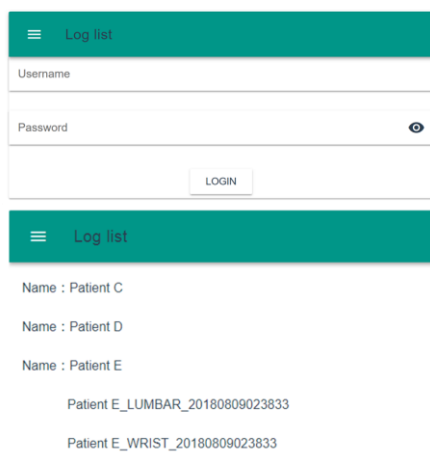 Log list
Username
Password
LOGIN
Log list
Name : Patient C
Name : Patient D
Name : Patient E
Patient E_LUMBAR_20180809023833
Patient E_WRIST_20180809023833